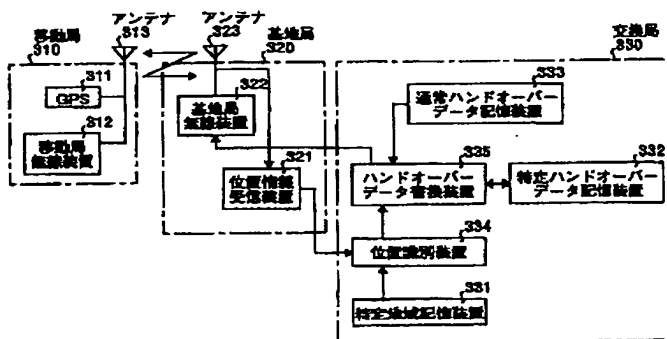 移動局
310
アンテナ
313
311
GPS
312
移動局
無線装置
アンテナ
323
基地局
320
322
基地局
無線装置
321
位置情報
受信装置
交換局
330
333
通常ハンドオーバー
データ記憶装置
335
ハンドオーバー
データ書換装置
332
特定ハンドオーバー
データ記憶装置
334
位置識別装置
331
特定地域記憶装置